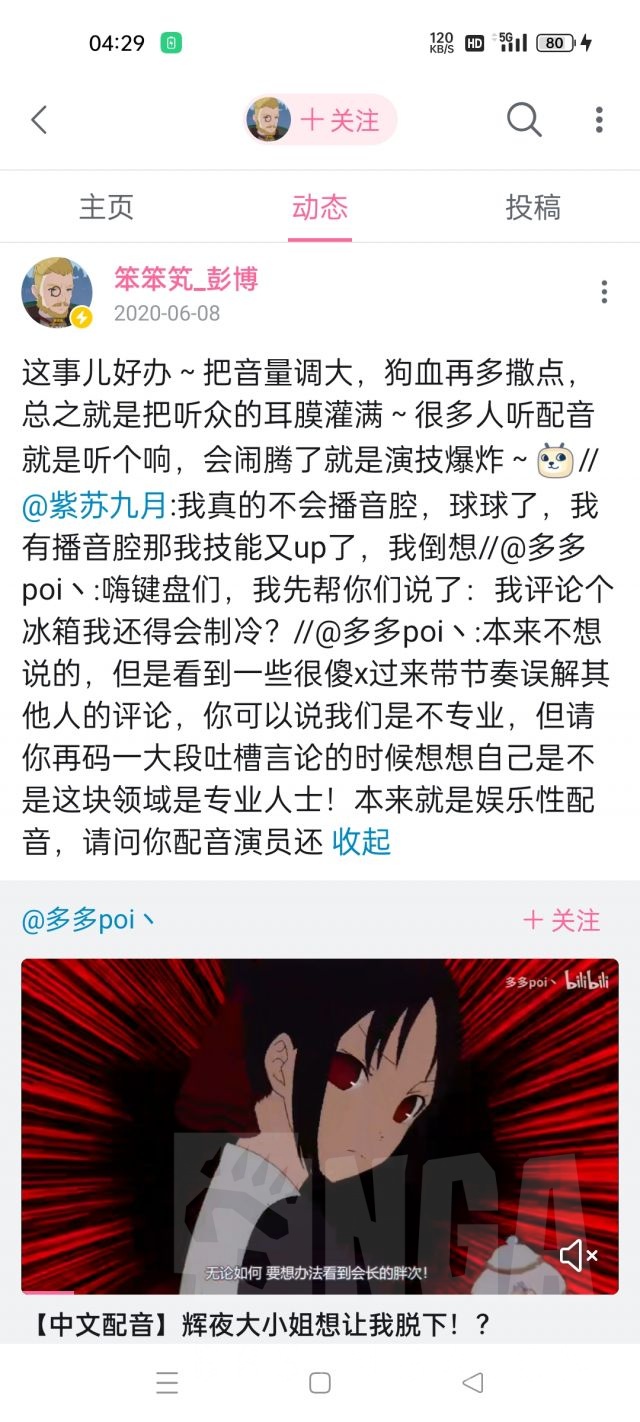 04:29
120 KB/S HD 5G 80
+ 关注
主页 动态 投稿
笨笨笂_彭博
2020-06-08
这事儿好办~把音量调大，狗血再多撒点，
总之就是把听众的耳膜灌满~很多人听配音
就是听个响，会闹腾了就是演技爆炸~//
@紫苏九月:我真的不会播音腔，球球了，我
有播音腔那我技能又up了，我倒想//@多多
poi丶:嗨键盘们，我先帮你们说了：我评论个
冰箱我还得会制冷？//@多多poi丶:本来不想
说的，但是看到一些很傻x过来带节奏误解其
他人的评论，你可以说我们是不专业，但请
你再码一大段吐槽言论的时候想想自己是不
是这块领域是专业人士！本来就是娱乐性配
音，请问你配音演员还 收起
@多多poi丶 + 关注
多多poi丶 bilibili
NGA
无论如何 要想办法看到会长的胖次!
【中文配音】辉夜大小姐想让我脱下！？